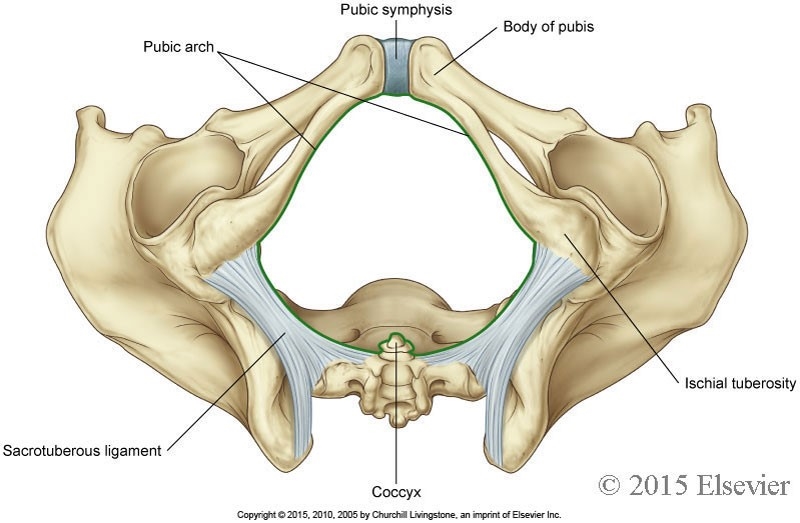 Pubic symphysis
Body of pubis
Pubic arch
Ischial tuberosity
Sacrotuberous ligament
Coccyx
© 2015 Elsevier
Copyright © 2015, 2010, 2005 by Churchill Livingstone, an imprint of Elsevier Inc.